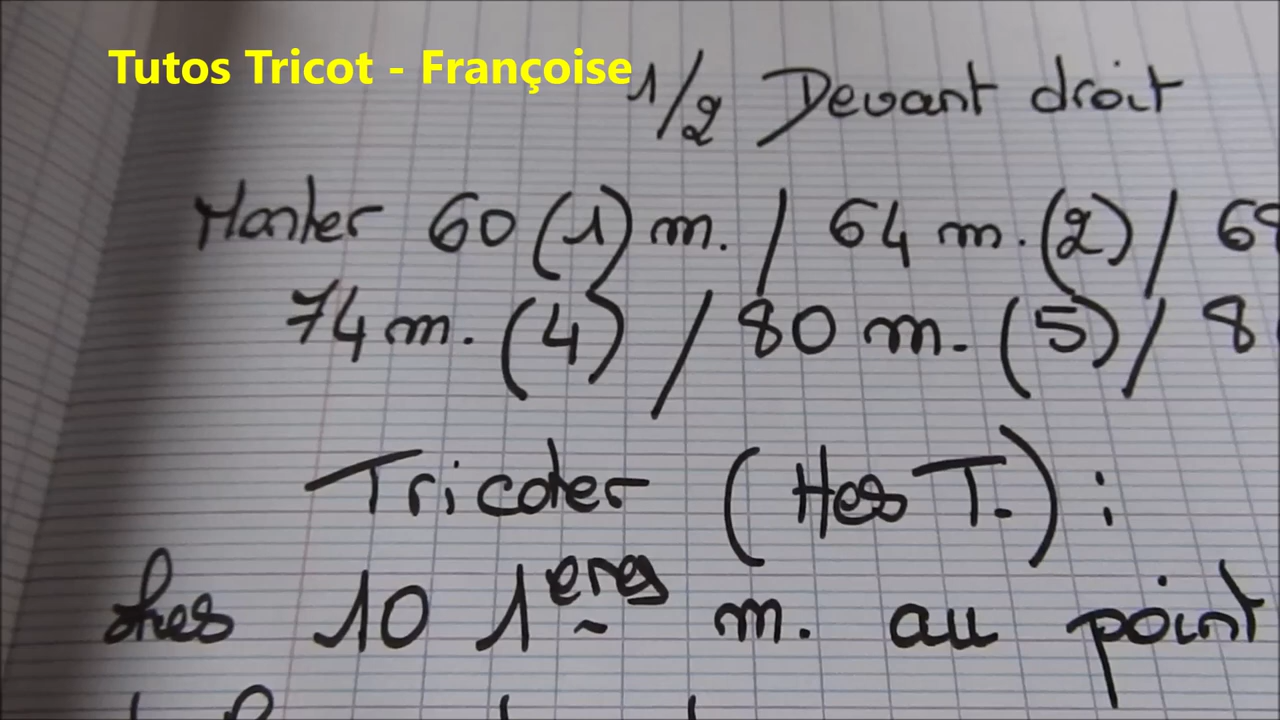 Tutos Tricot - Françoise
1/2 Devant droit
Monter 60 (1) m. / 64 m. (2) /
74 m. (4) / 80 m. (5) /
Tricoter (Hes T.) :
Les 10 1eres m. au point